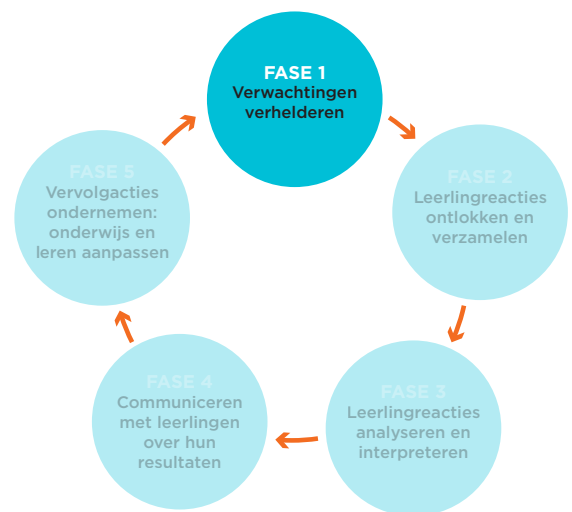 FASE 1
Verwachtingen
verhelderen
FASE 2
Leerlingreacties
ontlokken en
verzamelen
FASE 3
Leerlingreacties
analyseren en
interpreteren
FASE 4
Communiceren
met leerlingen
over hun
resultaten
FASE 5
Vervolgacties
ondernemen:
onderwijs en
leren aanpassen